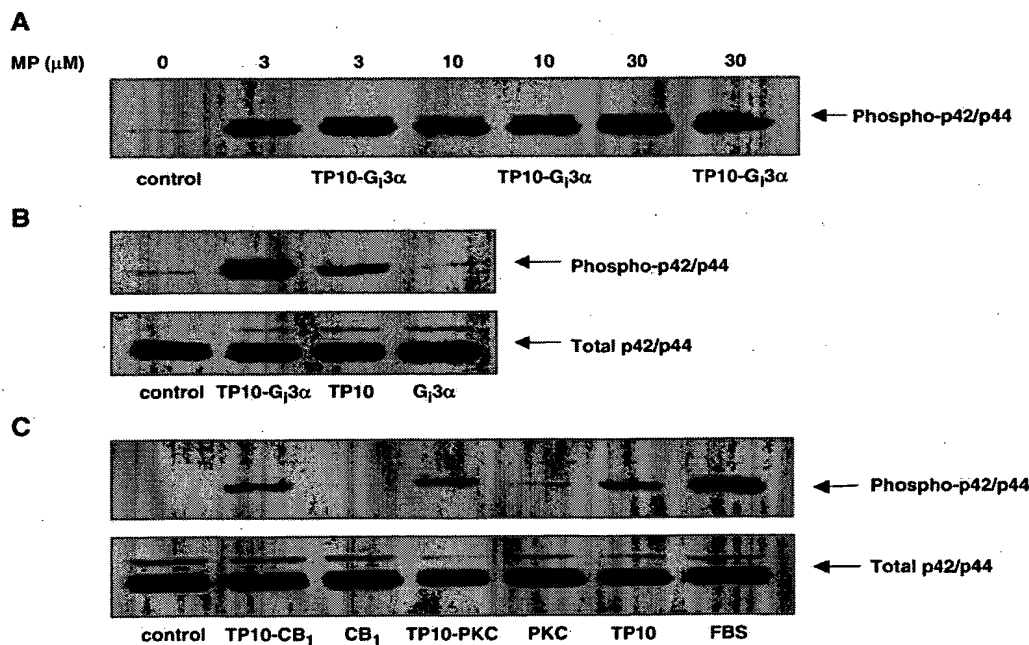 A
MP (μM) 0 3 3 10 10 30 30
Phospho-p42/p44
control TP10-Gi3α TP10-Gi3α TP10-Gi3α
B
Phospho-p42/p44
Total p42/p44
control TP10-Gi3α TP10 Gi3α
C
Phospho-p42/p44
Total p42/p44
control TP10-CB1 CB1 TP10-PKC PKC TP10 FBS